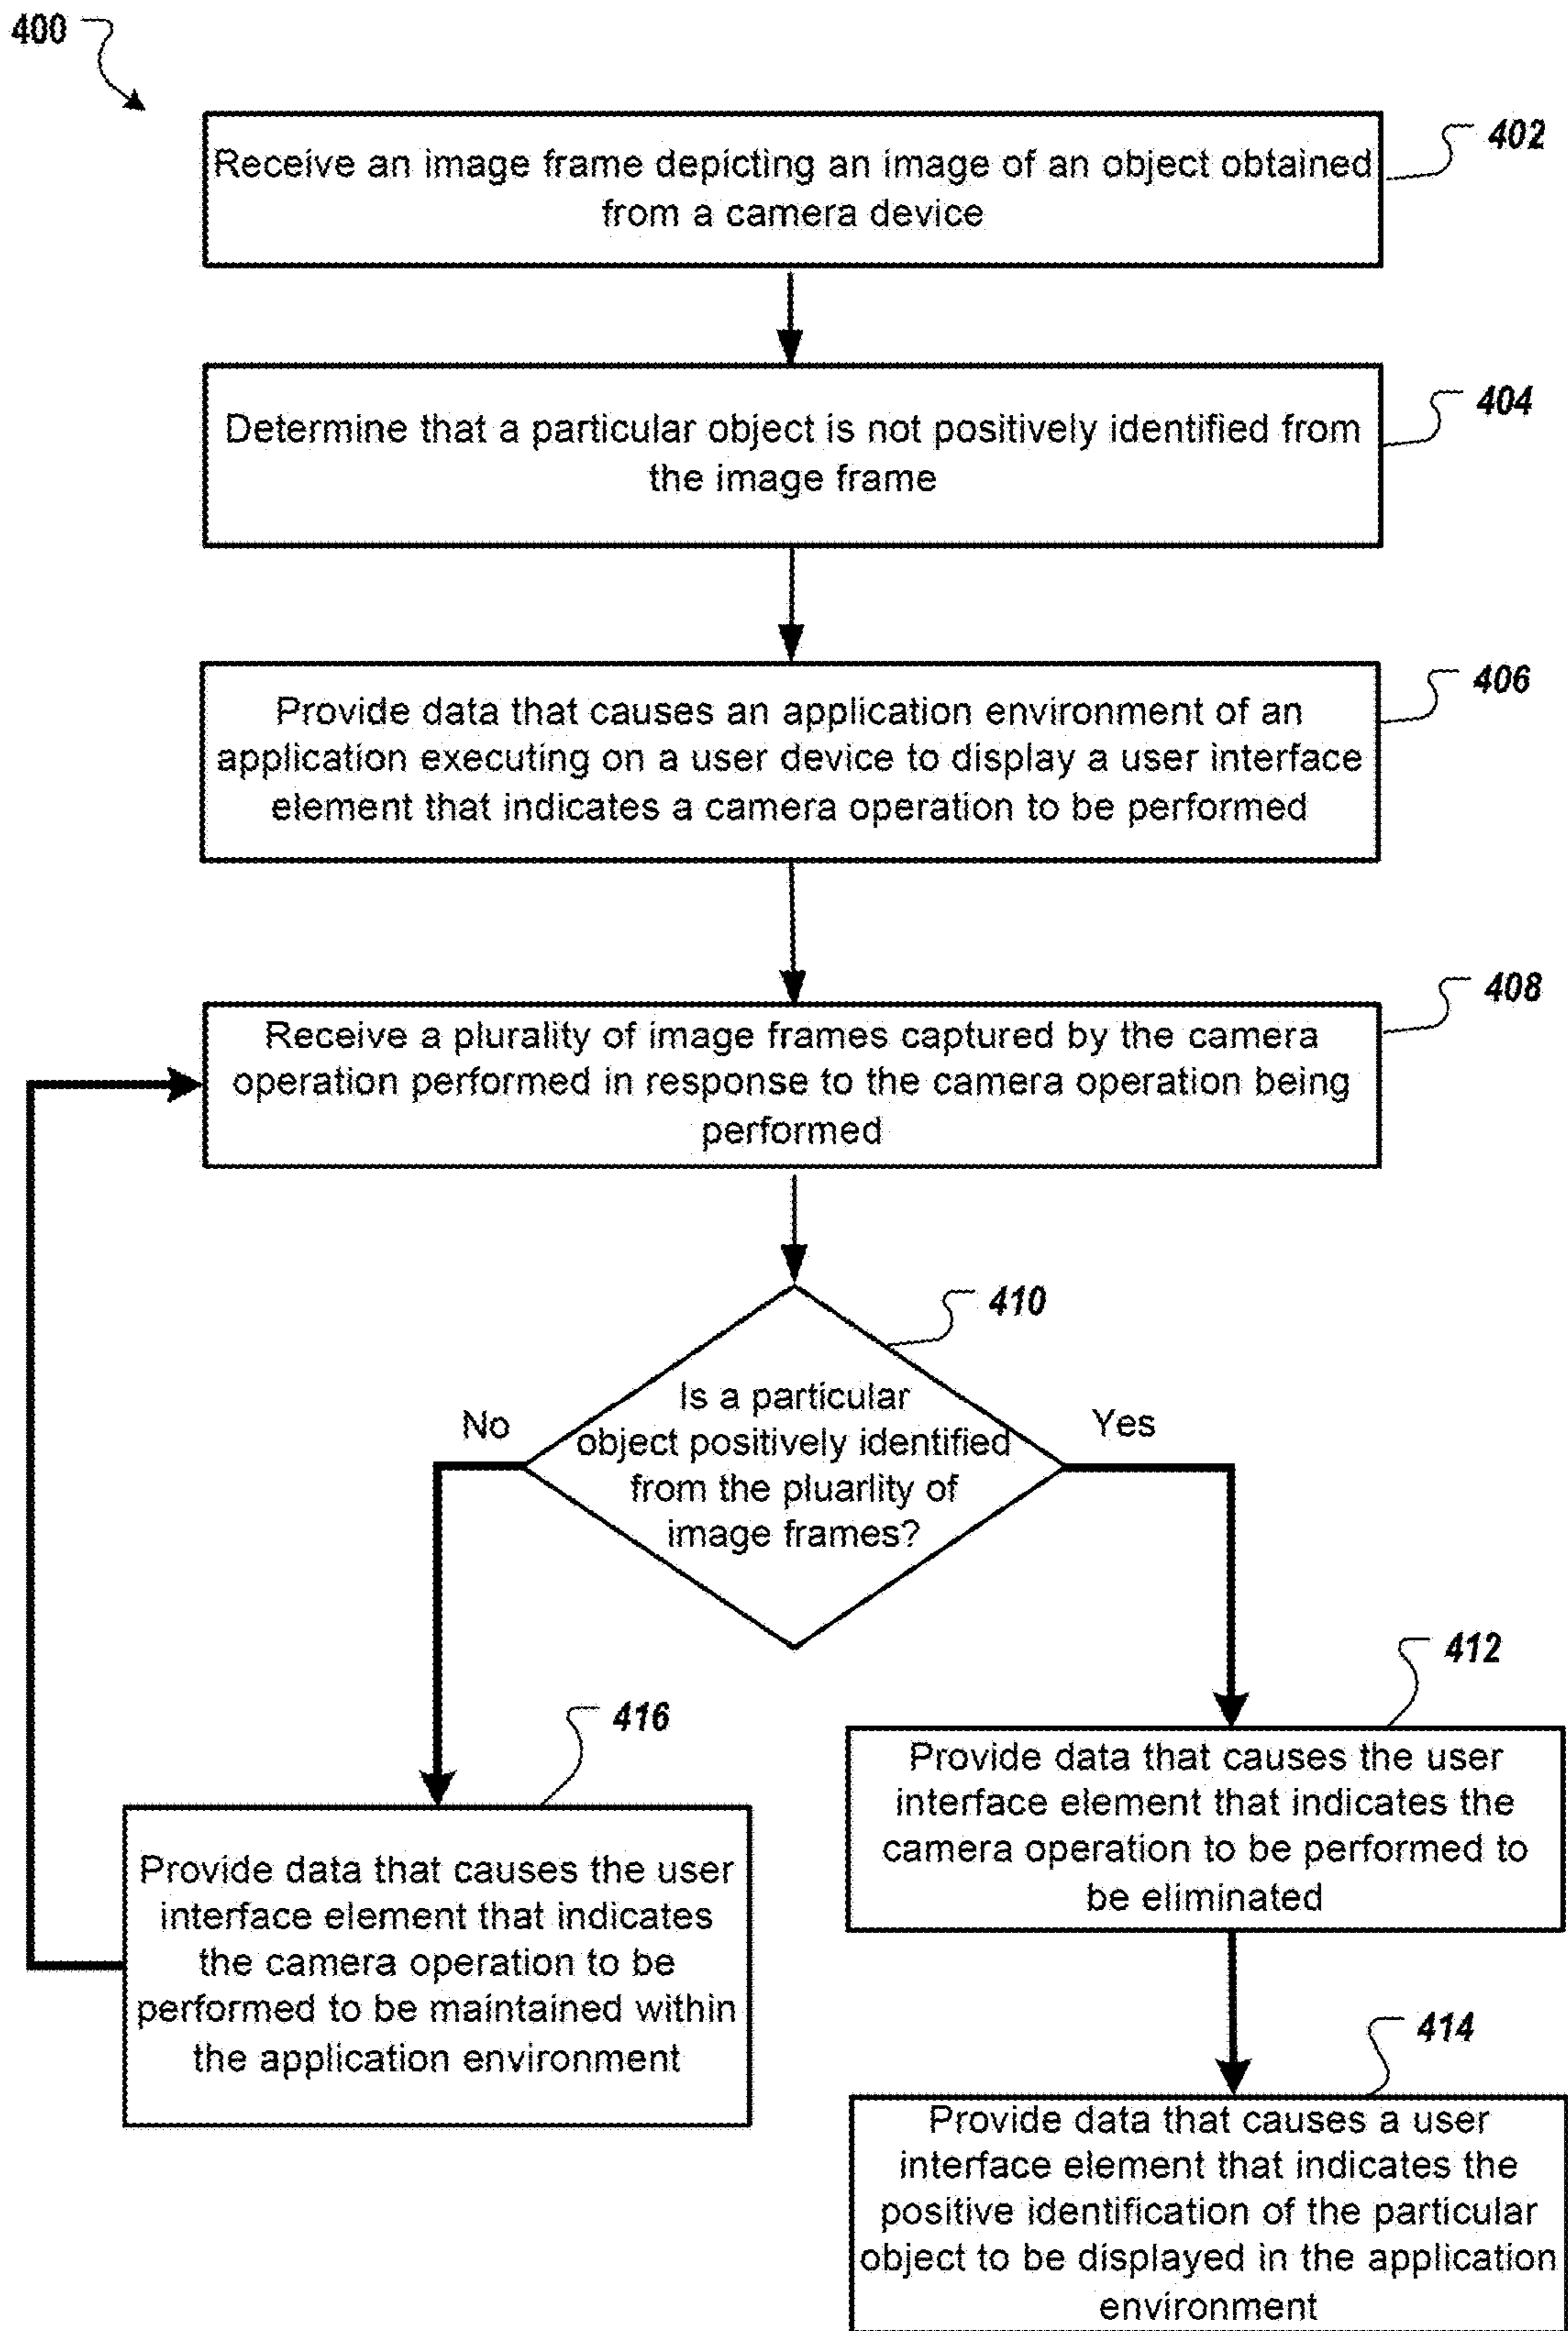 400
402
Receive an image frame depicting an image of an object obtained
from a camera device
404
Determine that a particular object is not positively identified from
the image frame
406
Provide data that causes an application environment of an
application executing on a user device to display a user interface
element that indicates a camera operation to be performed
408
Receive a plurality of image frames captured by the camera
operation performed in response to the camera operation being
performed
410
Is a particular
object positively identified
from the pluarlity of
image frames?
No
Yes
412
Provide data that causes the user
interface element that indicates the
camera operation to be performed to
be eliminated
416
Provide data that causes the user
interface element that indicates
the camera operation to be
performed to be maintained within
the application environment
414
Provide data that causes a user
interface element that indicates the
positive identification of the particular
object to be displayed in the application
environment